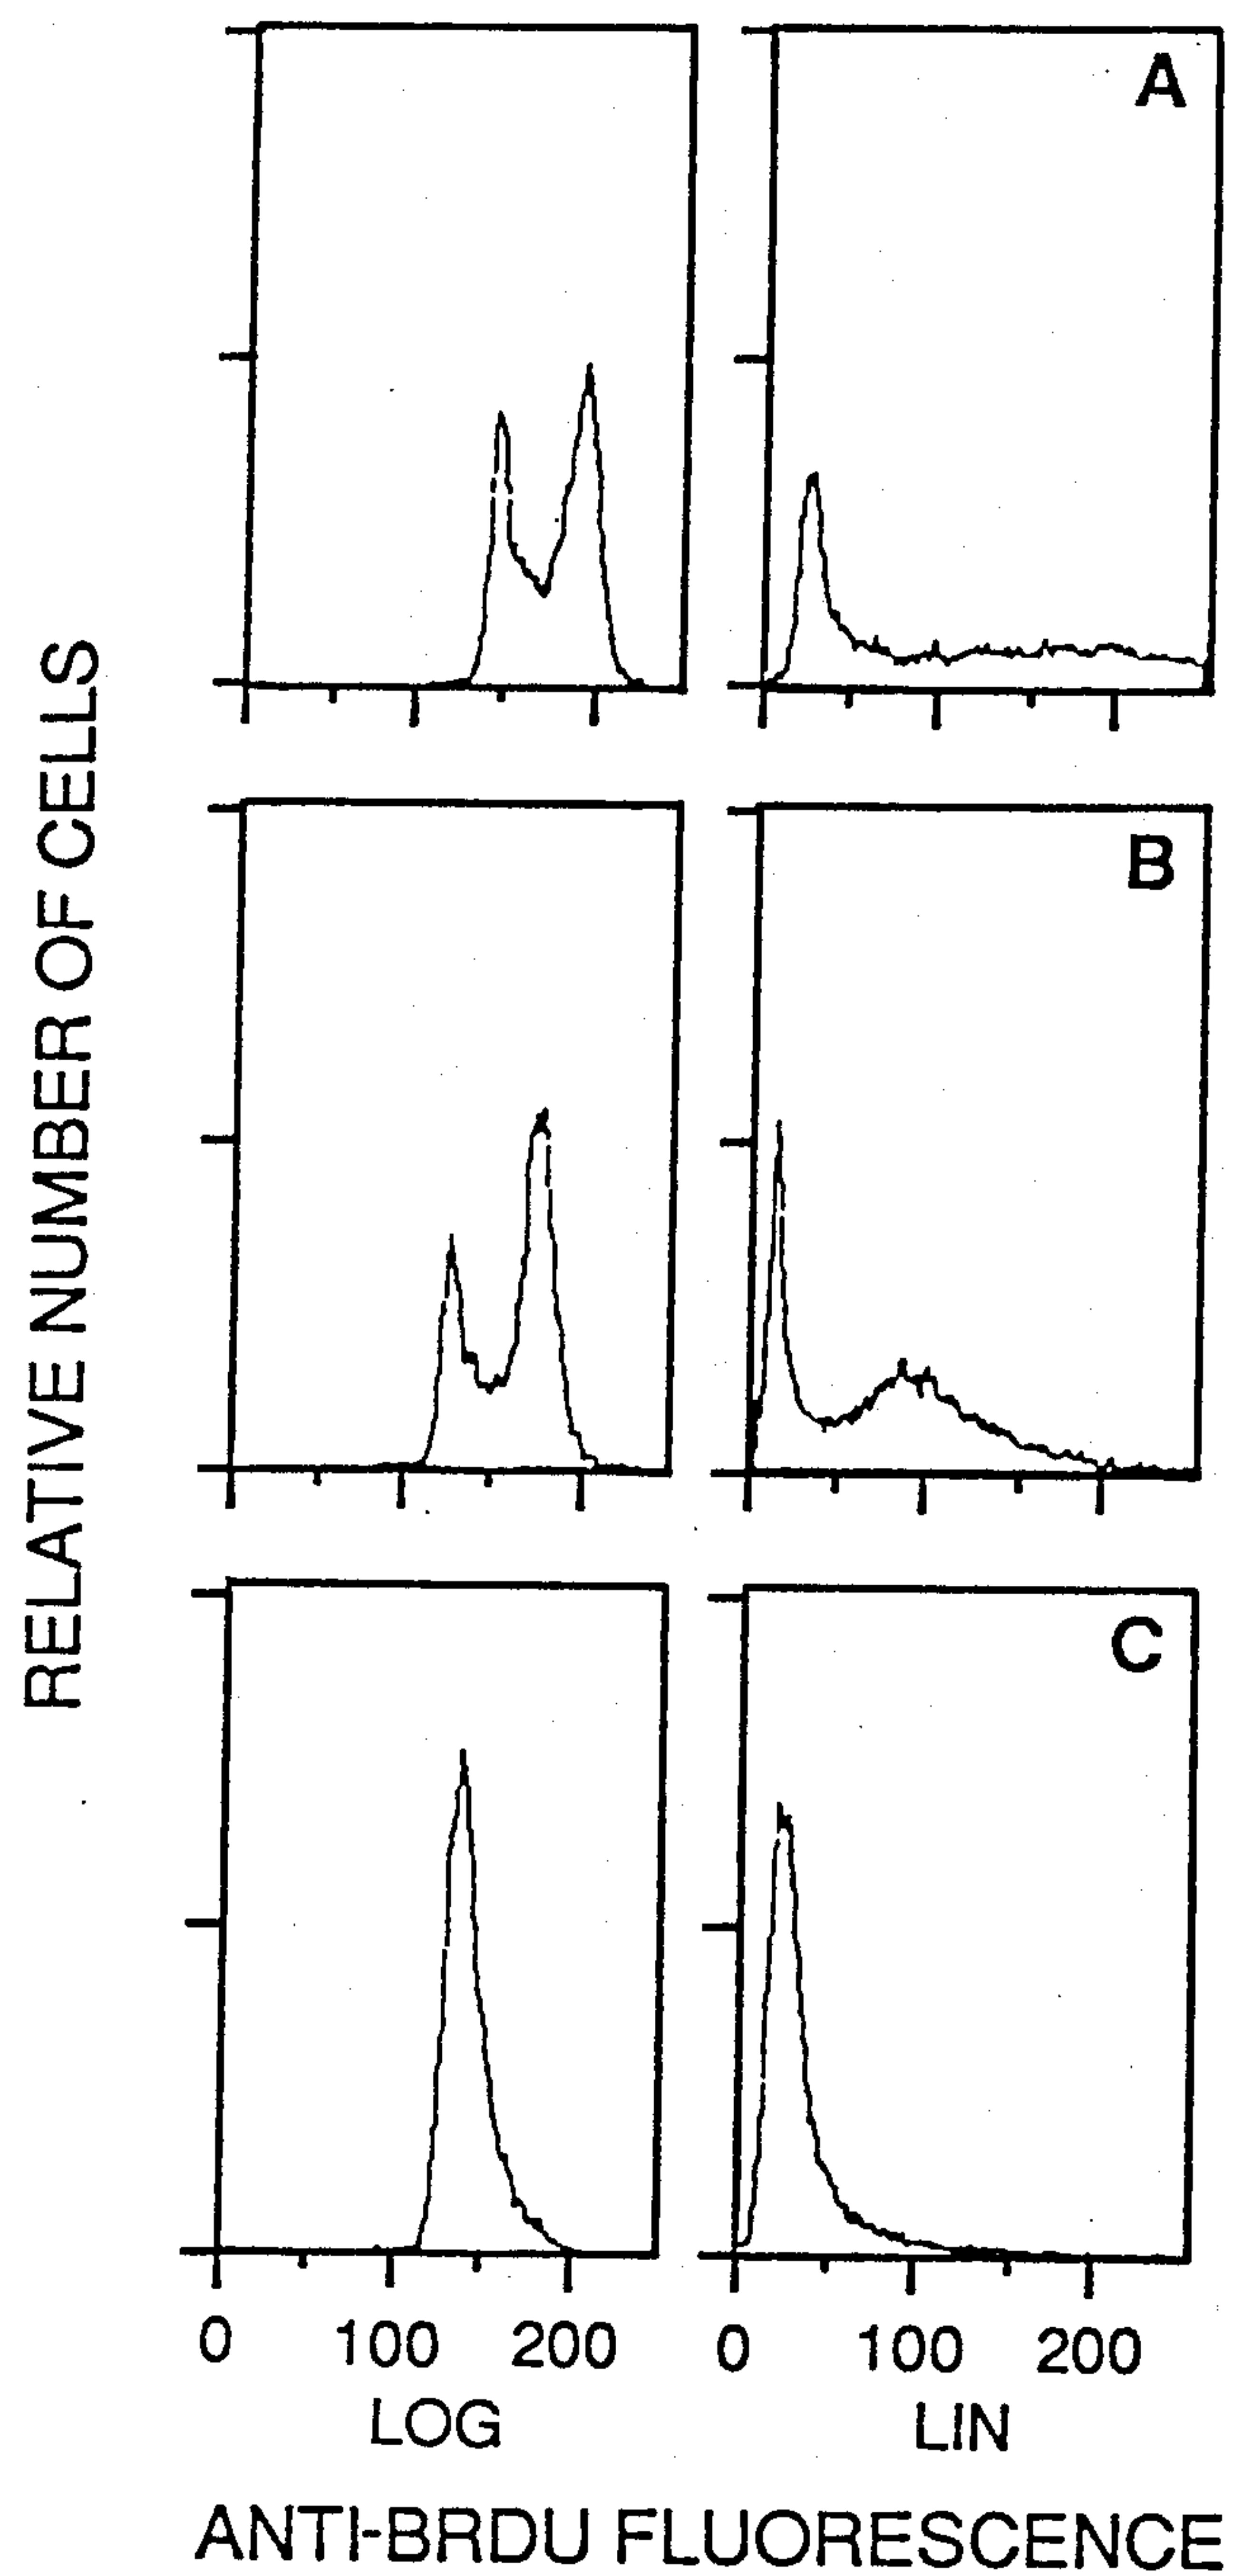 RELATIVE NUMBER OF CELLS
A
B
C
0 100 200 0 100 200
LOG LIN
ANTI-BRDU FLUORESCENCE